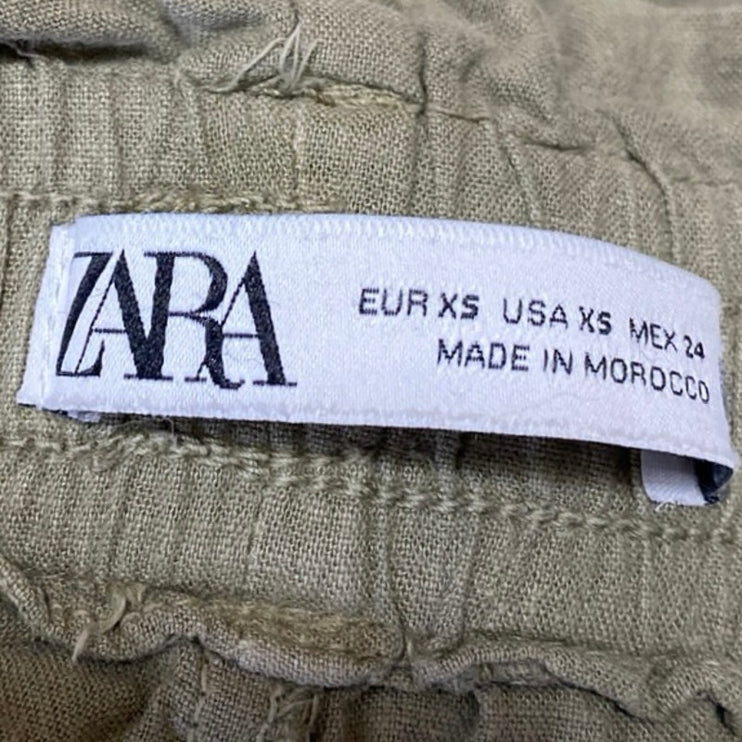 ZARA
EUR XS USA XS MEX 24
MADE IN MOROCCO